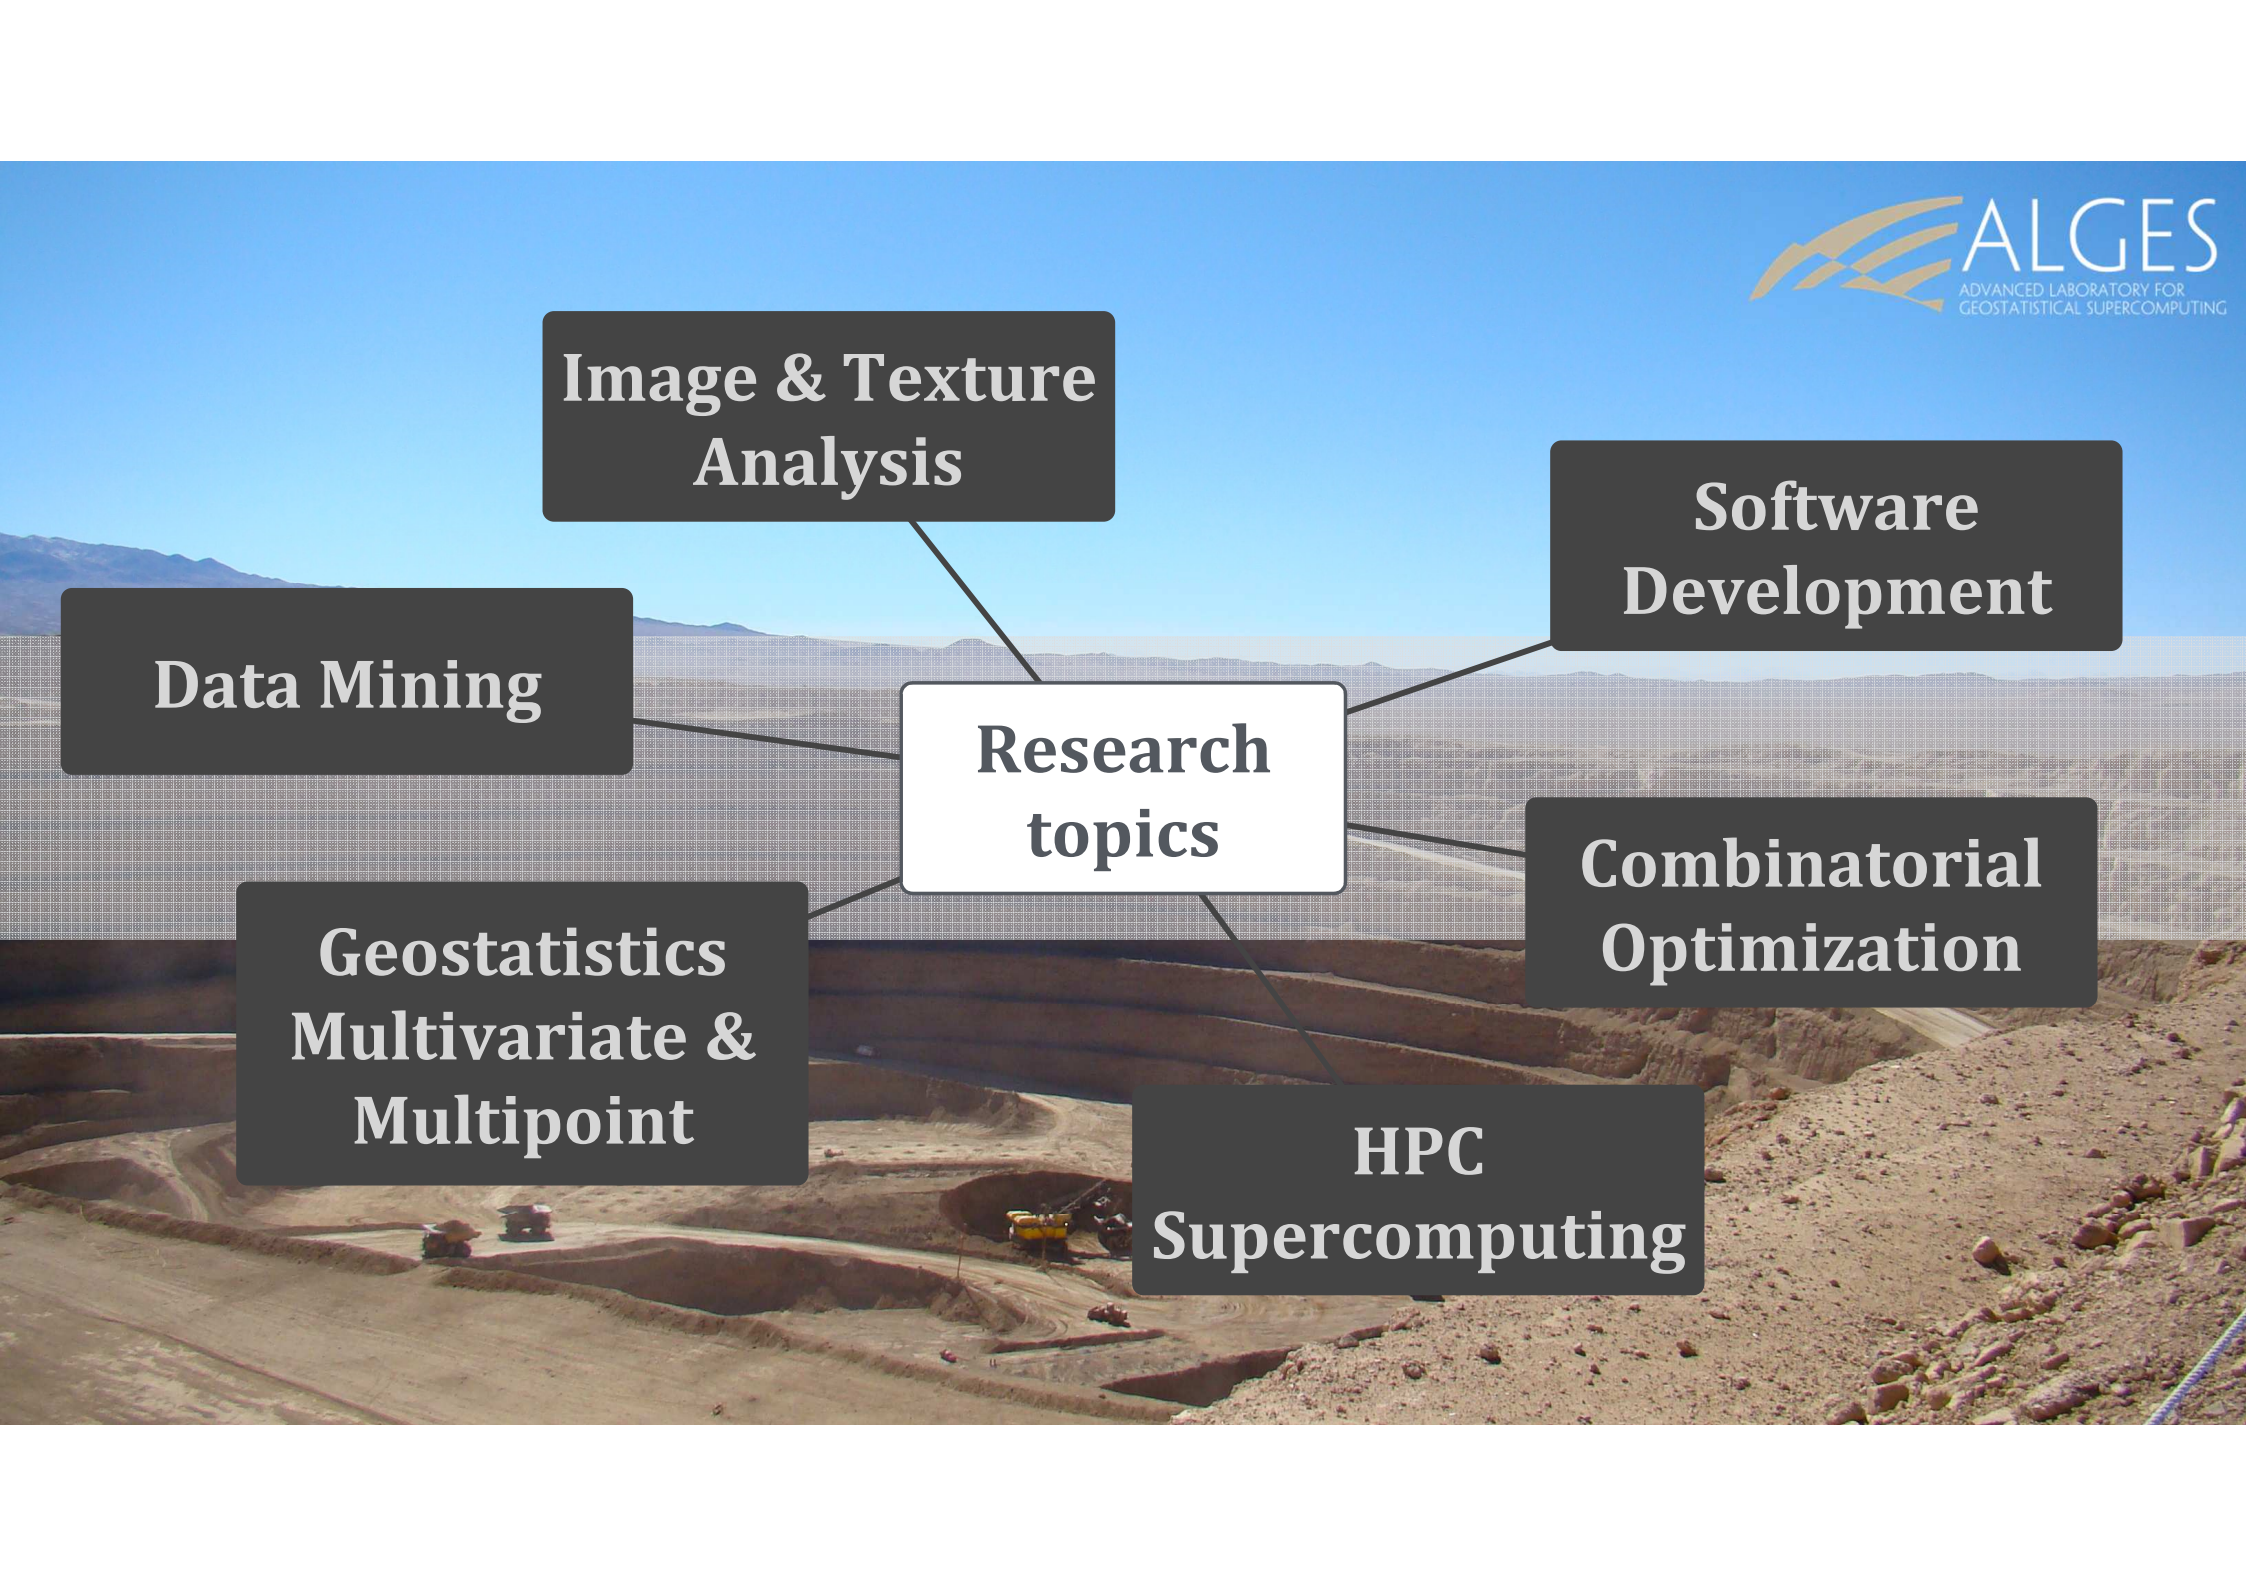 ALGES
ADVANCED LABORATORY FOR
GEOSTATISTICAL SUPERCOMPUTING
Image & Texture
Analysis
Software
Development
Data Mining
Research
topics
Combinatorial
Optimization
Geostatistics
Multivariate &
Multipoint
HPC
Supercomputing